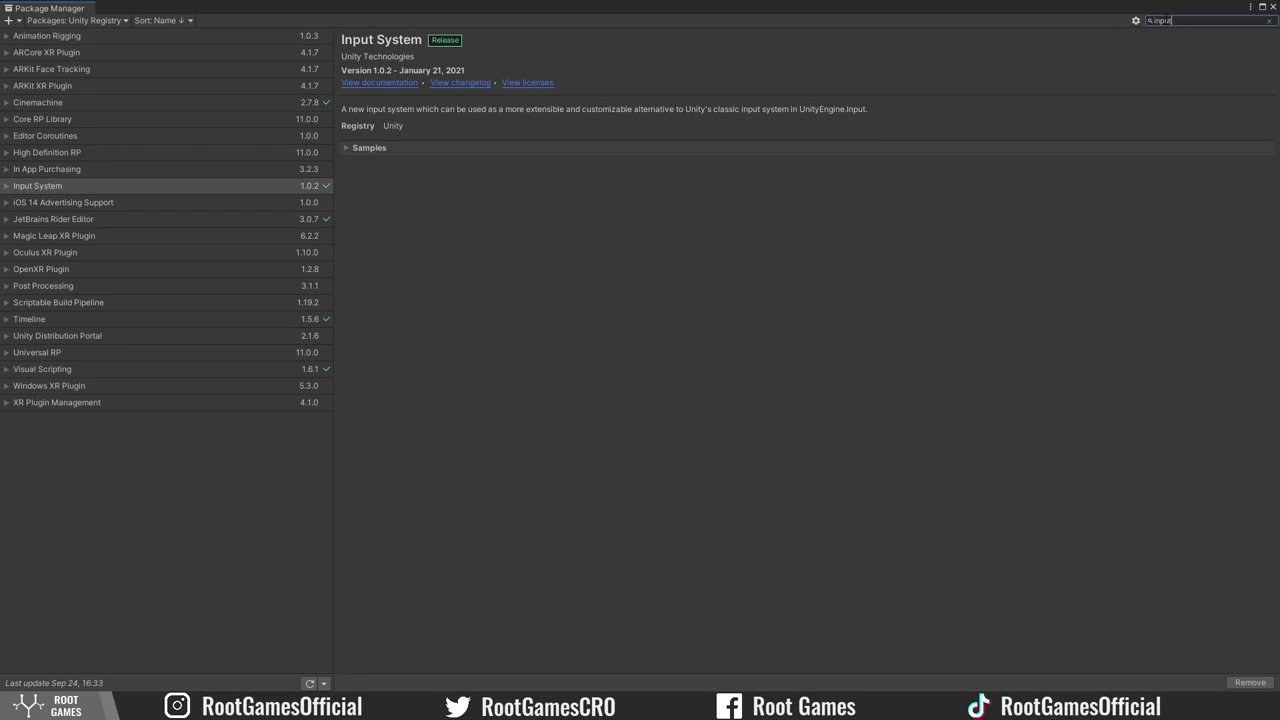 Package Manager
Packages: Unity Registry Sort: Name ↓ input
Animation Rigging 1.0.3
ARCore XR Plugin 4.1.7
ARKit Face Tracking 4.1.7
ARKit XR Plugin 4.1.7
Cinemachine 2.7.8
Core RP Library 11.0.0
Editor Coroutines 1.0.0
High Definition RP 11.0.0
In App Purchasing 3.2.3
Input System 1.0.2
iOS 14 Advertising Support 1.0.0
JetBrains Rider Editor 3.0.7
Magic Leap XR Plugin 6.2.2
Oculus XR Plugin 1.10.0
OpenXR Plugin 1.2.8
Post Processing 3.1.1
Scriptable Build Pipeline 1.19.2
Timeline 1.5.6
Unity Distribution Portal 2.1.6
Universal RP 11.0.0
Visual Scripting 1.6.1
Windows XR Plugin 5.3.0
XR Plugin Management 4.1.0
Input System Release
Unity Technologies
Version 1.0.2 - January 21, 2021
View documentation • View changelog • View licenses
A new input system which can be used as a more extensible and customizable alternative to Unity's classic input system in UnityEngine.Input.
Registry Unity
Samples
Last update Sep 24, 16:33
Remove
ROOT
GAMES
RootGamesOfficial
RootGamesCRO
Root Games
RootGamesOfficial